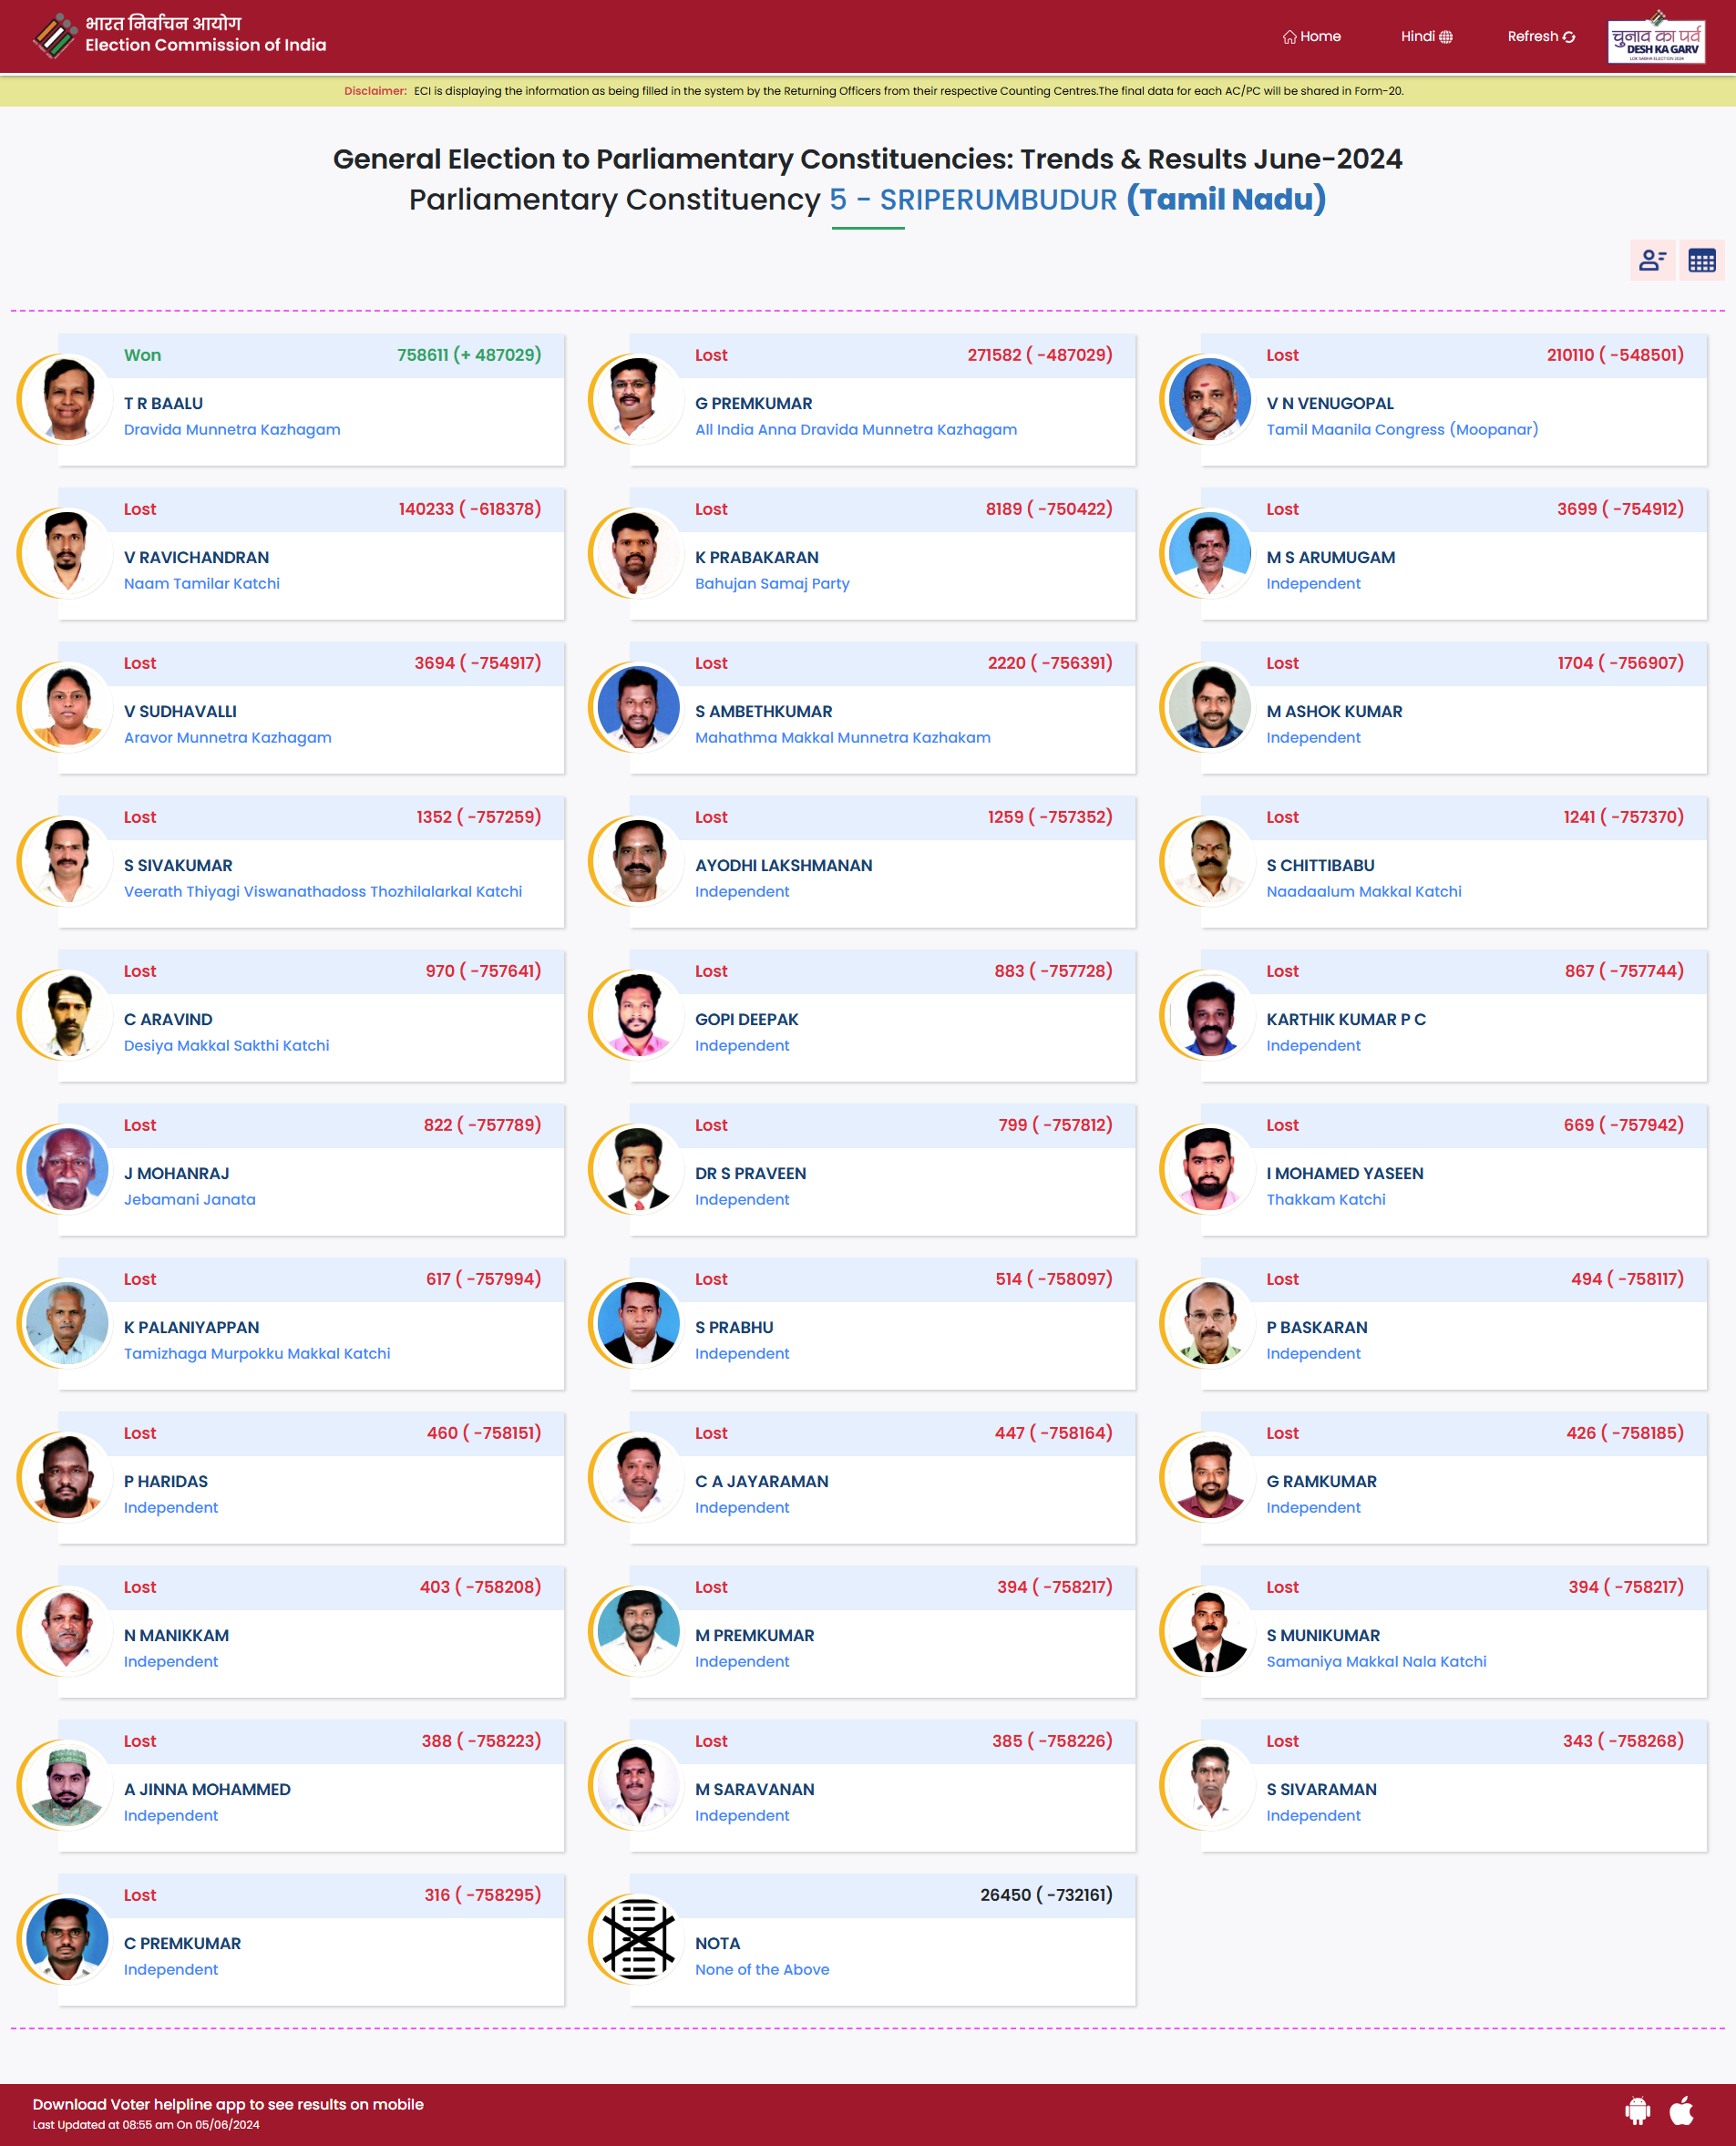 भारत निर्वाचन आयोग
Election Commission of India
Home
Hindi
Refresh
चुनाव का पर्व
DESH KA GARV
LOK SABHA ELECTION 2024
Disclaimer: ECI is displaying the information as being filled in the system by the Returning Officers from their respective Counting Centres.The final data for each AC/PC will be shared in Form-20.
General Election to Parliamentary Constituencies: Trends & Results June-2024
Parliamentary Constituency 5 - SRIPERUMBUDUR (Tamil Nadu)
Won 758611 (+ 487029)
T R BAALU
Dravida Munnetra Kazhagam
Lost 271582 ( -487029)
G PREMKUMAR
All India Anna Dravida Munnetra Kazhagam
Lost 210110 ( -548501)
V N VENUGOPAL
Tamil Maanila Congress (Moopanar)
Lost 140233 ( -618378)
V RAVICHANDRAN
Naam Tamilar Katchi
Lost 8189 ( -750422)
K PRABAKARAN
Bahujan Samaj Party
Lost 3699 ( -754912)
M S ARUMUGAM
Independent
Lost 3694 ( -754917)
V SUDHAVALLI
Aravor Munnetra Kazhagam
Lost 2220 ( -756391)
S AMBETHKUMAR
Mahathma Makkal Munnetra Kazhakam
Lost 1704 ( -756907)
M ASHOK KUMAR
Independent
Lost 1352 ( -757259)
S SIVAKUMAR
Veerath Thiyagi Viswanathadoss Thozhilalarkal Katchi
Lost 1259 ( -757352)
AYODHI LAKSHMANAN
Independent
Lost 1241 ( -757370)
S CHITTIBABU
Naadaalum Makkal Katchi
Lost 970 ( -757641)
C ARAVIND
Desiya Makkal Sakthi Katchi
Lost 883 ( -757728)
GOPI DEEPAK
Independent
Lost 867 ( -757744)
KARTHIK KUMAR P C
Independent
Lost 822 ( -757789)
J MOHANRAJ
Jebamani Janata
Lost 799 ( -757812)
DR S PRAVEEN
Independent
Lost 669 ( -757942)
I MOHAMED YASEEN
Thakkam Katchi
Lost 617 ( -757994)
K PALANIYAPPAN
Tamizhaga Murpokku Makkal Katchi
Lost 514 ( -758097)
S PRABHU
Independent
Lost 494 ( -758117)
P BASKARAN
Independent
Lost 460 ( -758151)
P HARIDAS
Independent
Lost 447 ( -758164)
C A JAYARAMAN
Independent
Lost 426 ( -758185)
G RAMKUMAR
Independent
Lost 403 ( -758208)
N MANIKKAM
Independent
Lost 394 ( -758217)
M PREMKUMAR
Independent
Lost 394 ( -758217)
S MUNIKUMAR
Samaniya Makkal Nala Katchi
Lost 388 ( -758223)
A JINNA MOHAMMED
Independent
Lost 385 ( -758226)
M SARAVANAN
Independent
Lost 343 ( -758268)
S SIVARAMAN
Independent
Lost 316 ( -758295)
C PREMKUMAR
Independent
26450 ( -732161)
NOTA
None of the Above
Download Voter helpline app to see results on mobile
Last Updated at 08:55 am On 05/06/2024